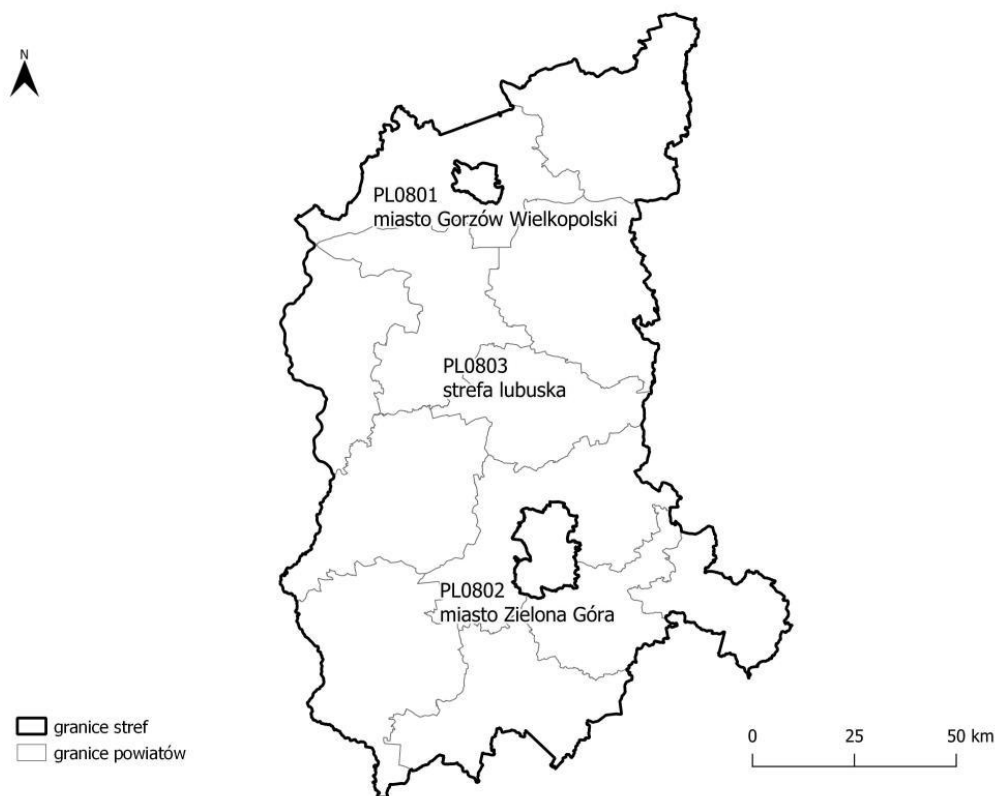 N
PL0801
miasto Gorzów Wielkopolski
PL0803
strefa lubuska
PL0802
miasto Zielona Góra
granice stref
granice powiatów
0 25 50 km